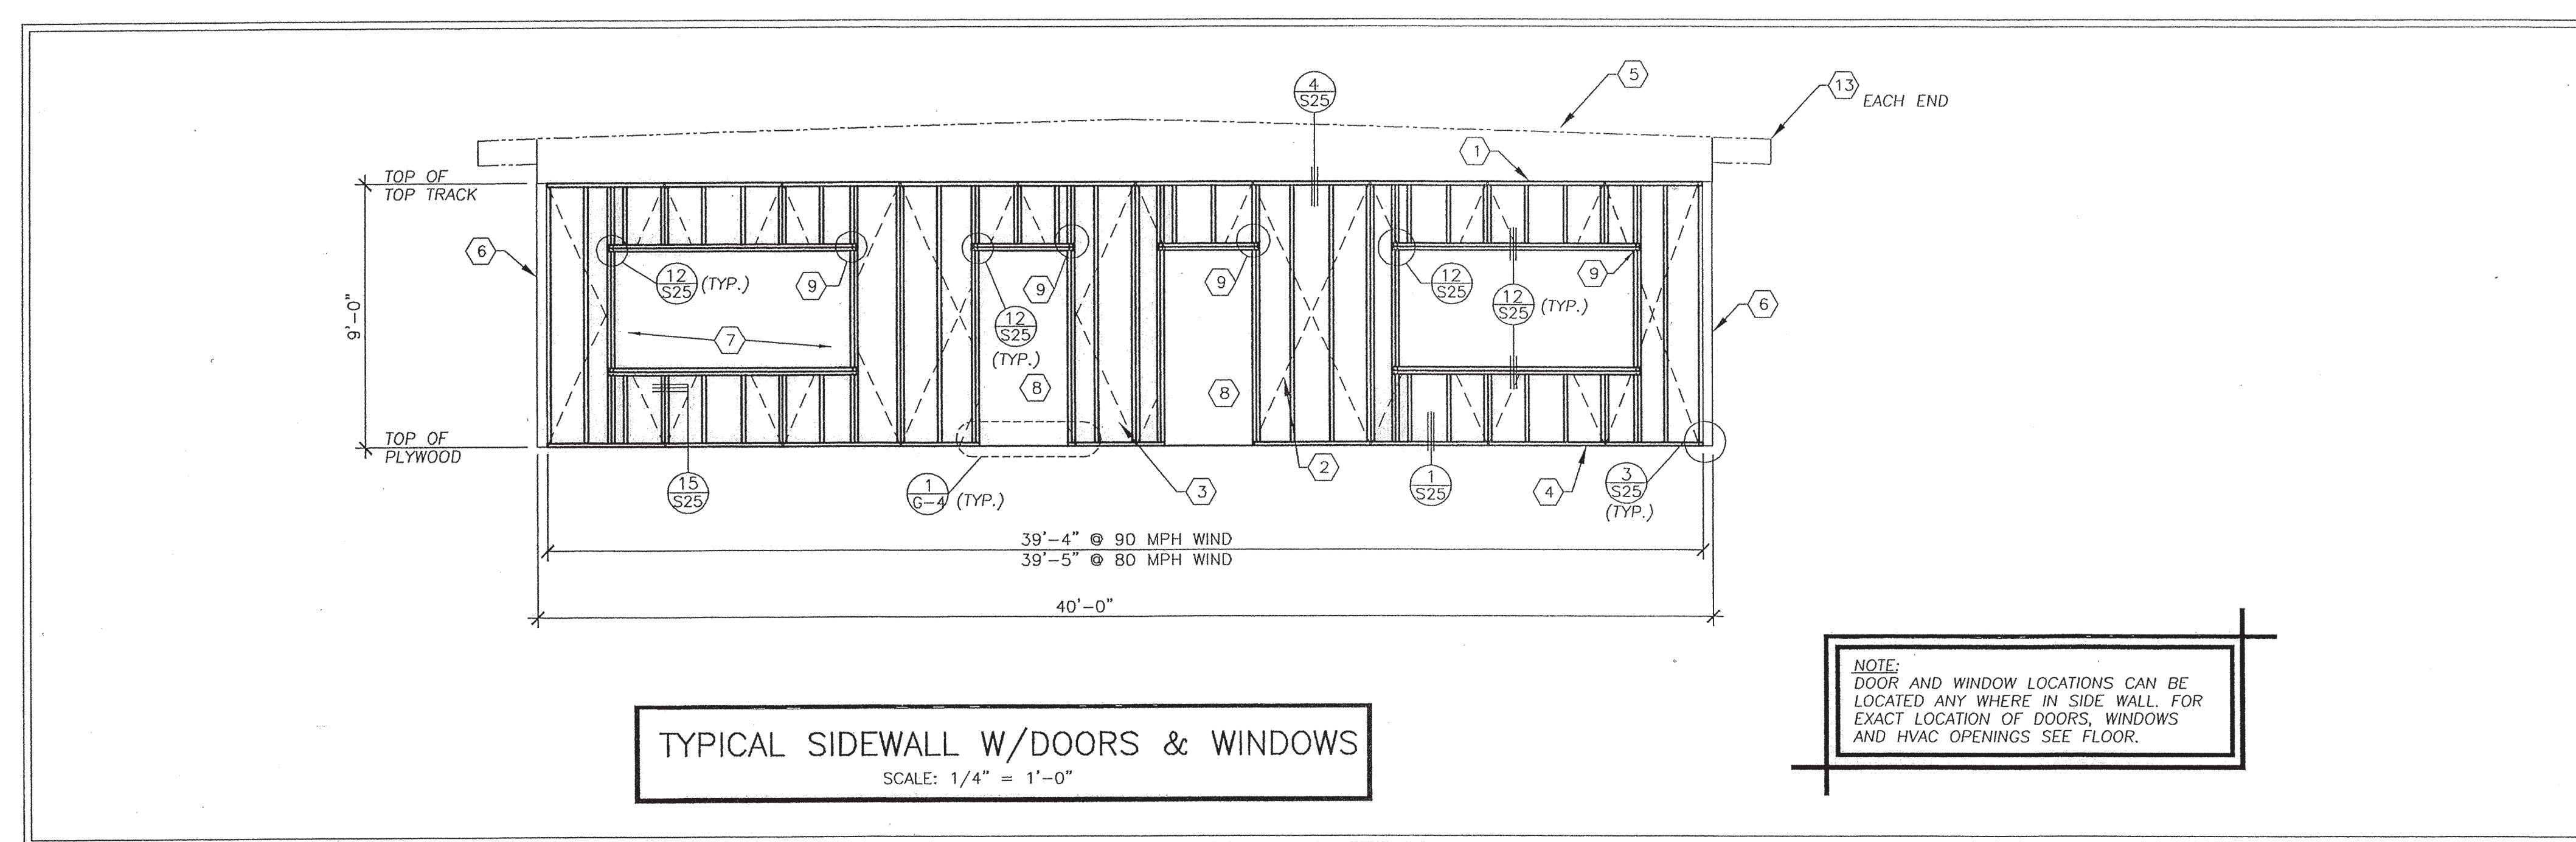 5
13
EACH END
4
S25
1
TOP OF
TOP TRACK
6
9'-0"
12
S25
(TYP.)
9
9
12
S25
(TYP.)
9
12
S25
9
12
S25
(TYP.)
6
7
8
8
TOP OF
PLYWOOD
15
S25
1
G-4
(TYP.)
3
2
1
S25
4
3
S25
(TYP.)
39'-4" @ 90 MPH WIND
39'-5" @ 80 MPH WIND
40'-0"
NOTE:
DOOR AND WINDOW LOCATIONS CAN BE
LOCATED ANY WHERE IN SIDE WALL. FOR
EXACT LOCATION OF DOORS, WINDOWS
AND HVAC OPENINGS SEE FLOOR.
TYPICAL SIDEWALL W/DOORS & WINDOWS
SCALE: 1/4" = 1'-0"